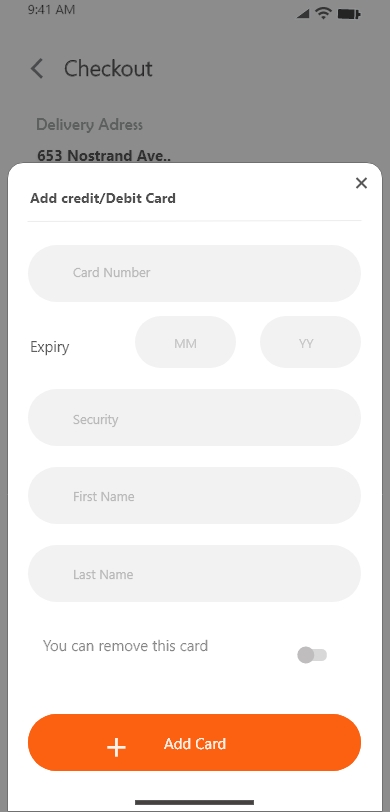 9:41 AM
Checkout
Delivery Adress
653 Nostrand Ave..
Add credit/Debit Card
Card Number
Expiry
MM
YY
Security
First Name
Last Name
You can remove this card
Add Card